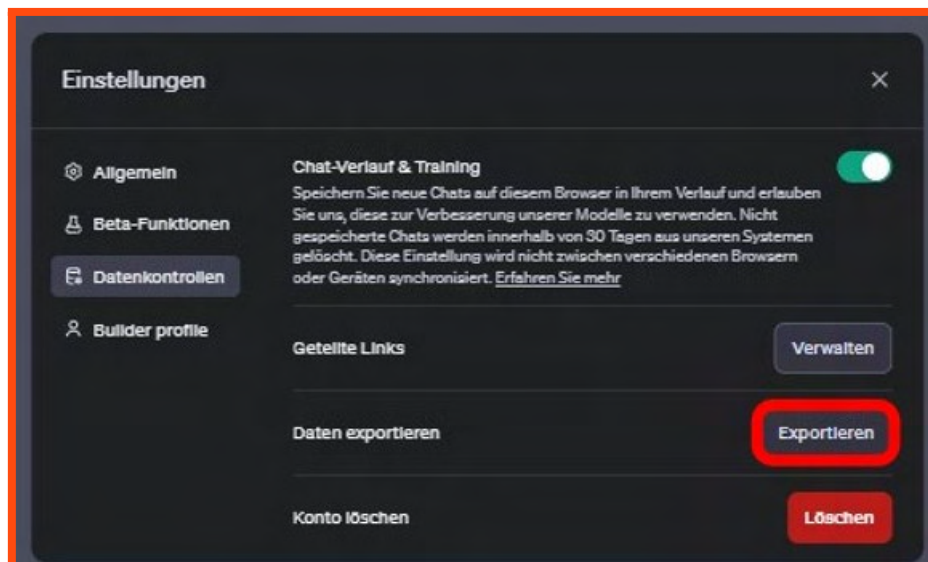 Einstellungen
Allgemein
Beta-Funktionen
Datenkontrollen
Builder profile
Chat-Verlauf & Training
Speichern Sie neue Chats auf diesem Browser in Ihrem Verlauf und erlauben
Sie uns, diese zur Verbesserung unserer Modelle zu verwenden. Nicht
gespeicherte Chats werden innerhalb von 30 Tagen aus unseren Systemen
gelöscht. Diese Einstellung wird nicht zwischen verschiedenen Browsern
oder Geräten synchronisiert. Erfahren Sie mehr
Geteilte Links
Verwalten
Daten exportieren
Exportieren
Konto löschen
Löschen